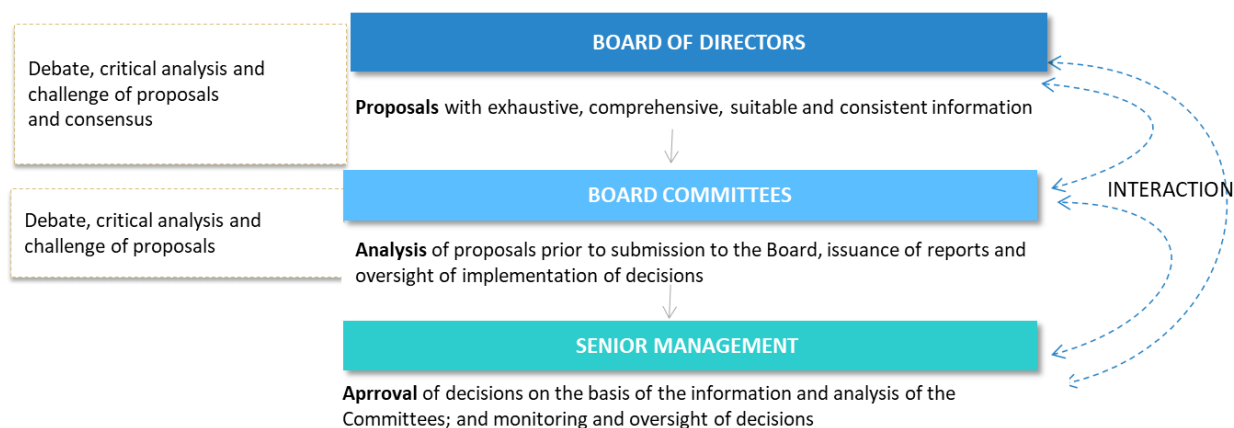 BOARD OF DIRECTORS
Debate, critical analysis and
challenge of proposals
and consensus
Proposals with exhaustive, comprehensive, suitable and consistent information
BOARD COMMITTEES
INTERACTION
Debate, critical analysis and
challenge of proposals
Analysis of proposals prior to submission to the Board, issuance of reports and
oversight of implementation of decisions
SENIOR MANAGEMENT
Aprroval of decisions on the basis of the information and analysis of the
Committees; and monitoring and oversight of decisions